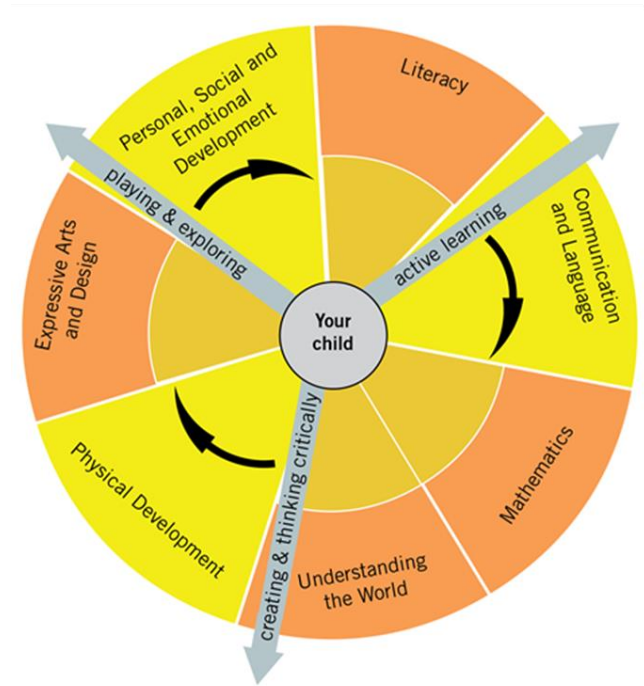 Personal, Social and
Emotional
Development
Literacy
playing & exploring
active learning
Communication
and Language
Expressive Arts
and Design
Your
child
creating & thinking critically
Physical Development
Mathematics
Understanding
the World